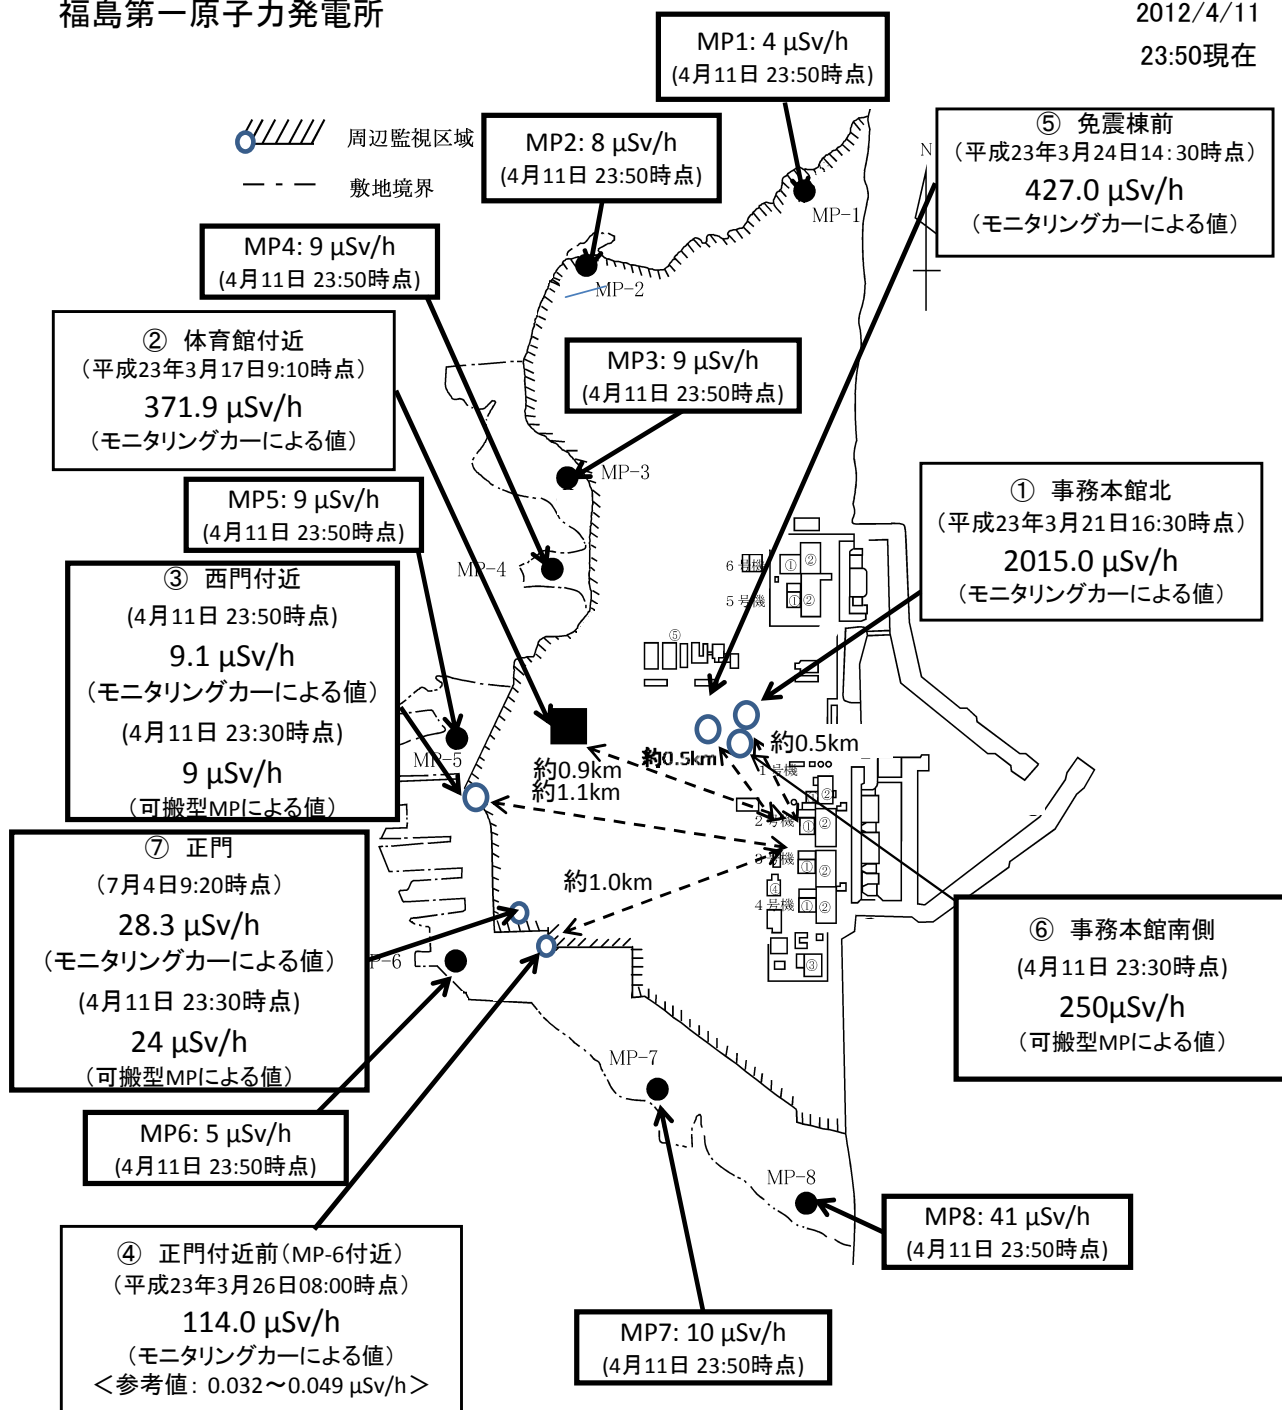 福島第一原子力発電所
2012/4/11
23:50現在
周辺監視区域
敷地境界
MP1: 4 μSv/h
(4月11日 23:50時点)
MP2: 8 μSv/h
(4月11日 23:50時点)
⑤ 免震棟前
(平成23年3月24日14:30時点)
427.0 μSv/h
(モニタリングカーによる値)
N
MP-1
MP4: 9 μSv/h
(4月11日 23:50時点)
MP-2
② 体育館付近
(平成23年3月17日9:10時点)
371.9 μSv/h
(モニタリングカーによる値)
MP3: 9 μSv/h
(4月11日 23:50時点)
MP-3
① 事務本館北
(平成23年3月21日16:30時点)
2015.0 μSv/h
(モニタリングカーによる値)
MP5: 9 μSv/h
(4月11日 23:50時点)
MP-4
6号機
①
②
5号機
①
②
③ 西門付近
(4月11日 23:50時点)
9.1 μSv/h
(モニタリングカーによる値)
(4月11日 23:30時点)
9 μSv/h
(可搬型MPによる値)
⑤
MP-5
約0.9km
約1.1km
約0.5km
約0.5km
1号機
②
2号機
①
②
3号機
①
②
④
4号機
①
②
③
約1.0km
⑦ 正門
(7月4日9:20時点)
28.3 μSv/h
(モニタリングカーによる値)
(4月11日 23:30時点)
24 μSv/h
(可搬型MPによる値)
P-6
⑥ 事務本館南側
(4月11日 23:30時点)
250μSv/h
(可搬型MPによる値)
MP-7
MP6: 5 μSv/h
(4月11日 23:50時点)
MP-8
MP8: 41 μSv/h
(4月11日 23:50時点)
④ 正門付近前(MP-6付近)
(平成23年3月26日08:00時点)
114.0 μSv/h
(モニタリングカーによる値)
<参考値: 0.032～0.049 μSv/h>
MP7: 10 μSv/h
(4月11日 23:50時点)